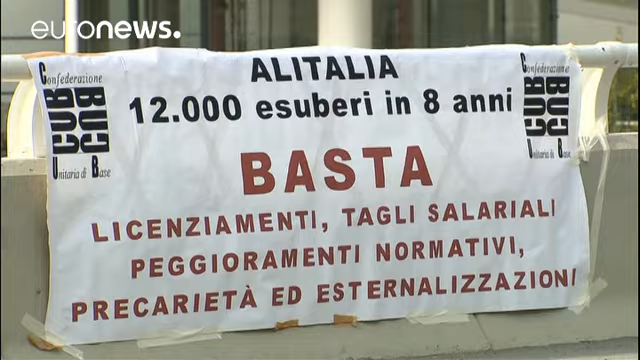 euronews.
Confederazione
CUB
Unitaria di Base
ALITALIA
12.000 esuberi in 8 anni
BASTA
LICENZIAMENTI, TAGLI SALARIALI
PEGGIORAMENTI NORMATIVI,
PRECARIETÀ ED ESTERNALIZZAZIONI
Confederazione
CUB
Unitaria di Base